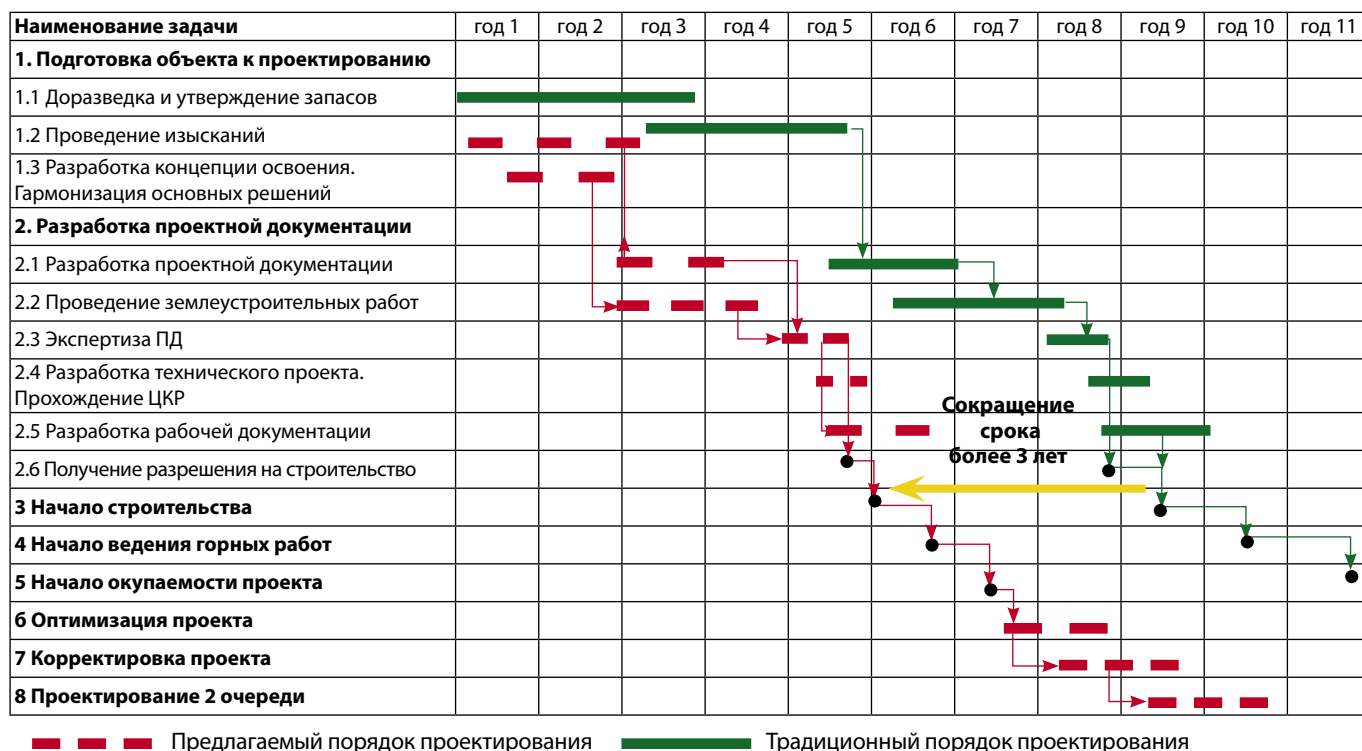 Наименование задачи год 1 год 2 год 3 год 4 год 5 год 6 год 7 год 8 год 9 год 10 год 11
1. Подготовка объекта к проектированию
1.1 Доразведка и утверждение запасов
1.2 Проведение изысканий
1.3 Разработка концепции освоения.
Гармонизация основных решений
2. Разработка проектной документации
2.1 Разработка проектной документации
2.2 Проведение землеустроительных работ
2.3 Экспертиза ПД
2.4 Разработка технического проекта.
Прохождение ЦКР
2.5 Разработка рабочей документации
2.6 Получение разрешения на строительство
Сокращение
срока
более 3 лет
3 Начало строительства
4 Начало ведения горных работ
5 Начало окупаемости проекта
6 Оптимизация проекта
7 Корректировка проекта
8 Проектирование 2 очереди
Предлагаемый порядок проектирования Традиционный порядок проектирования